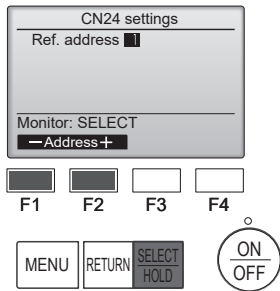 CN24 settings
Ref. address 1
Monitor: SELECT
−Address+
F1 F2 F3 F4
MENU RETURN SELECT HOLD ON OFF